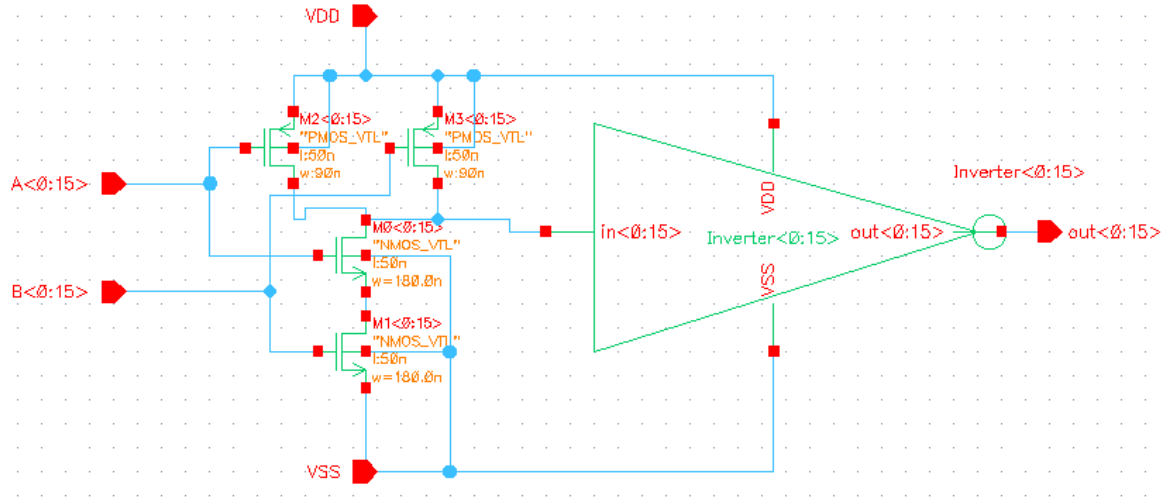 VDD
M2<0:15>
"PMOS_VTL"
l:50n
w:90n
M3<0:15>
"PMOS_VTL"
l:50n
w:90n
A<0:15>
B<0:15>
M0<0:15>
"NMOS_VTL"
l:50n
w=180.0n
M1<0:15>
"NMOS_VTL"
l:50n
w=180.0n
VSS
in<0:15>
Inverter<0:15>
VDD
VSS
out<0:15>
Inverter<0:15>
out<0:15>